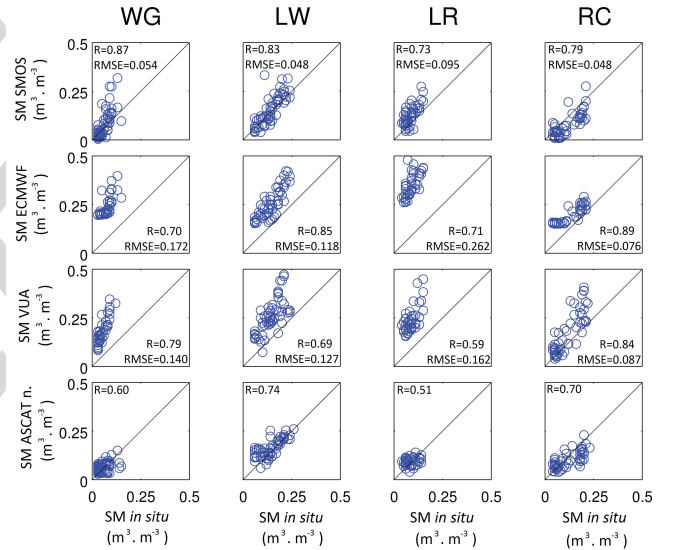 WG LW LR RC
SM SMOS
(m³ . m⁻³)
0.5
0.25
0
R=0.87
RMSE=0.054
R=0.83
RMSE=0.048
R=0.73
RMSE=0.095
R=0.79
RMSE=0.048
SM ECMWF
(m³ . m⁻³)
0.5
0.25
0
R=0.70
RMSE=0.172
R=0.85
RMSE=0.118
R=0.71
RMSE=0.262
R=0.89
RMSE=0.076
SM VUA
(m³ . m⁻³)
0.5
0.25
0
R=0.79
RMSE=0.140
R=0.69
RMSE=0.127
R=0.59
RMSE=0.162
R=0.84
RMSE=0.087
SM ASCAT n.
(m³ . m⁻³)
0.5
0.25
0
R=0.60
R=0.74
R=0.51
R=0.70
0 0.25 0.5 0 0.25 0.5 0 0.25 0.5 0 0.25 0.5
SM in situ SM in situ SM in situ SM in situ
(m³ . m⁻³) (m³ . m⁻³) (m³ . m⁻³) (m³ . m⁻³)